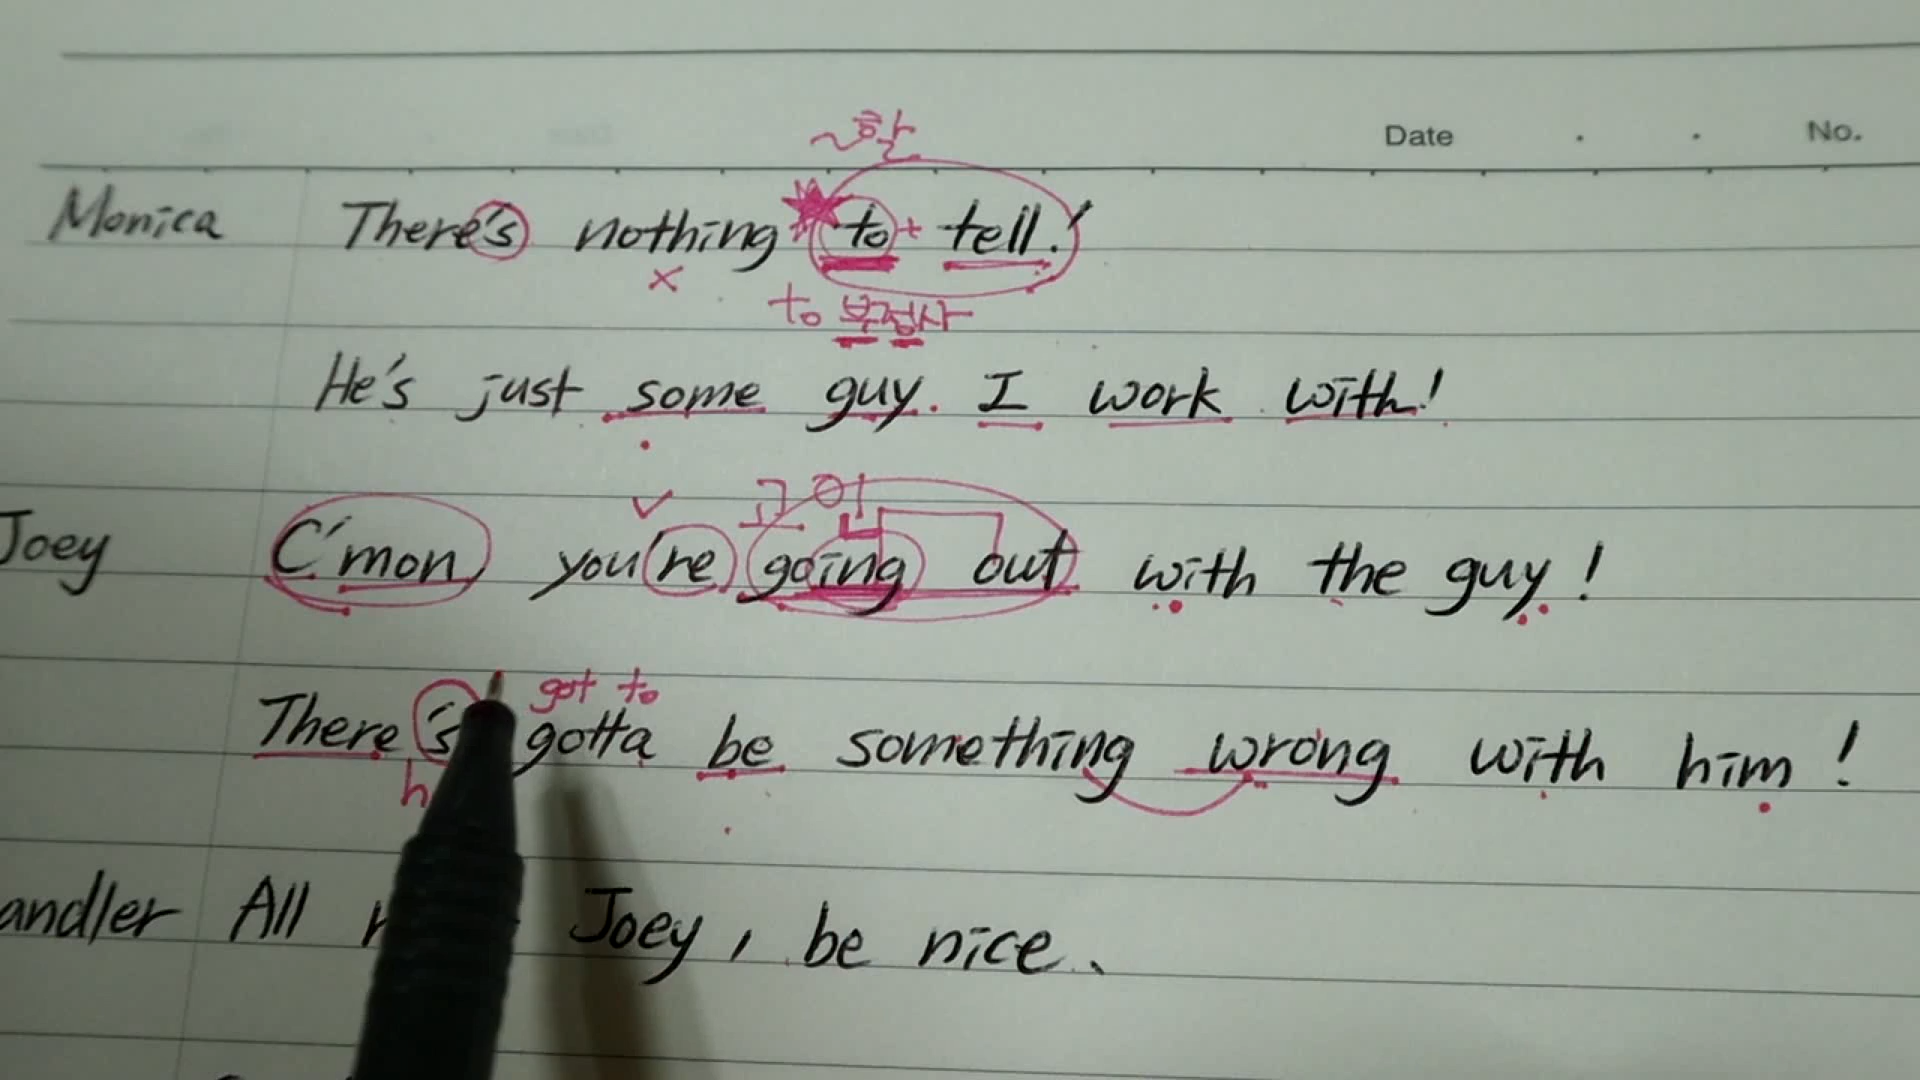 Date . . No.
~할
Monica There's nothing to + tell!
x
to 부정사
He's just some guy. I work with!
고 이
Joey C'mon you're going out with the guy!
got to
There's gotta be something wrong with him!
h
andler All Joey, be nice.